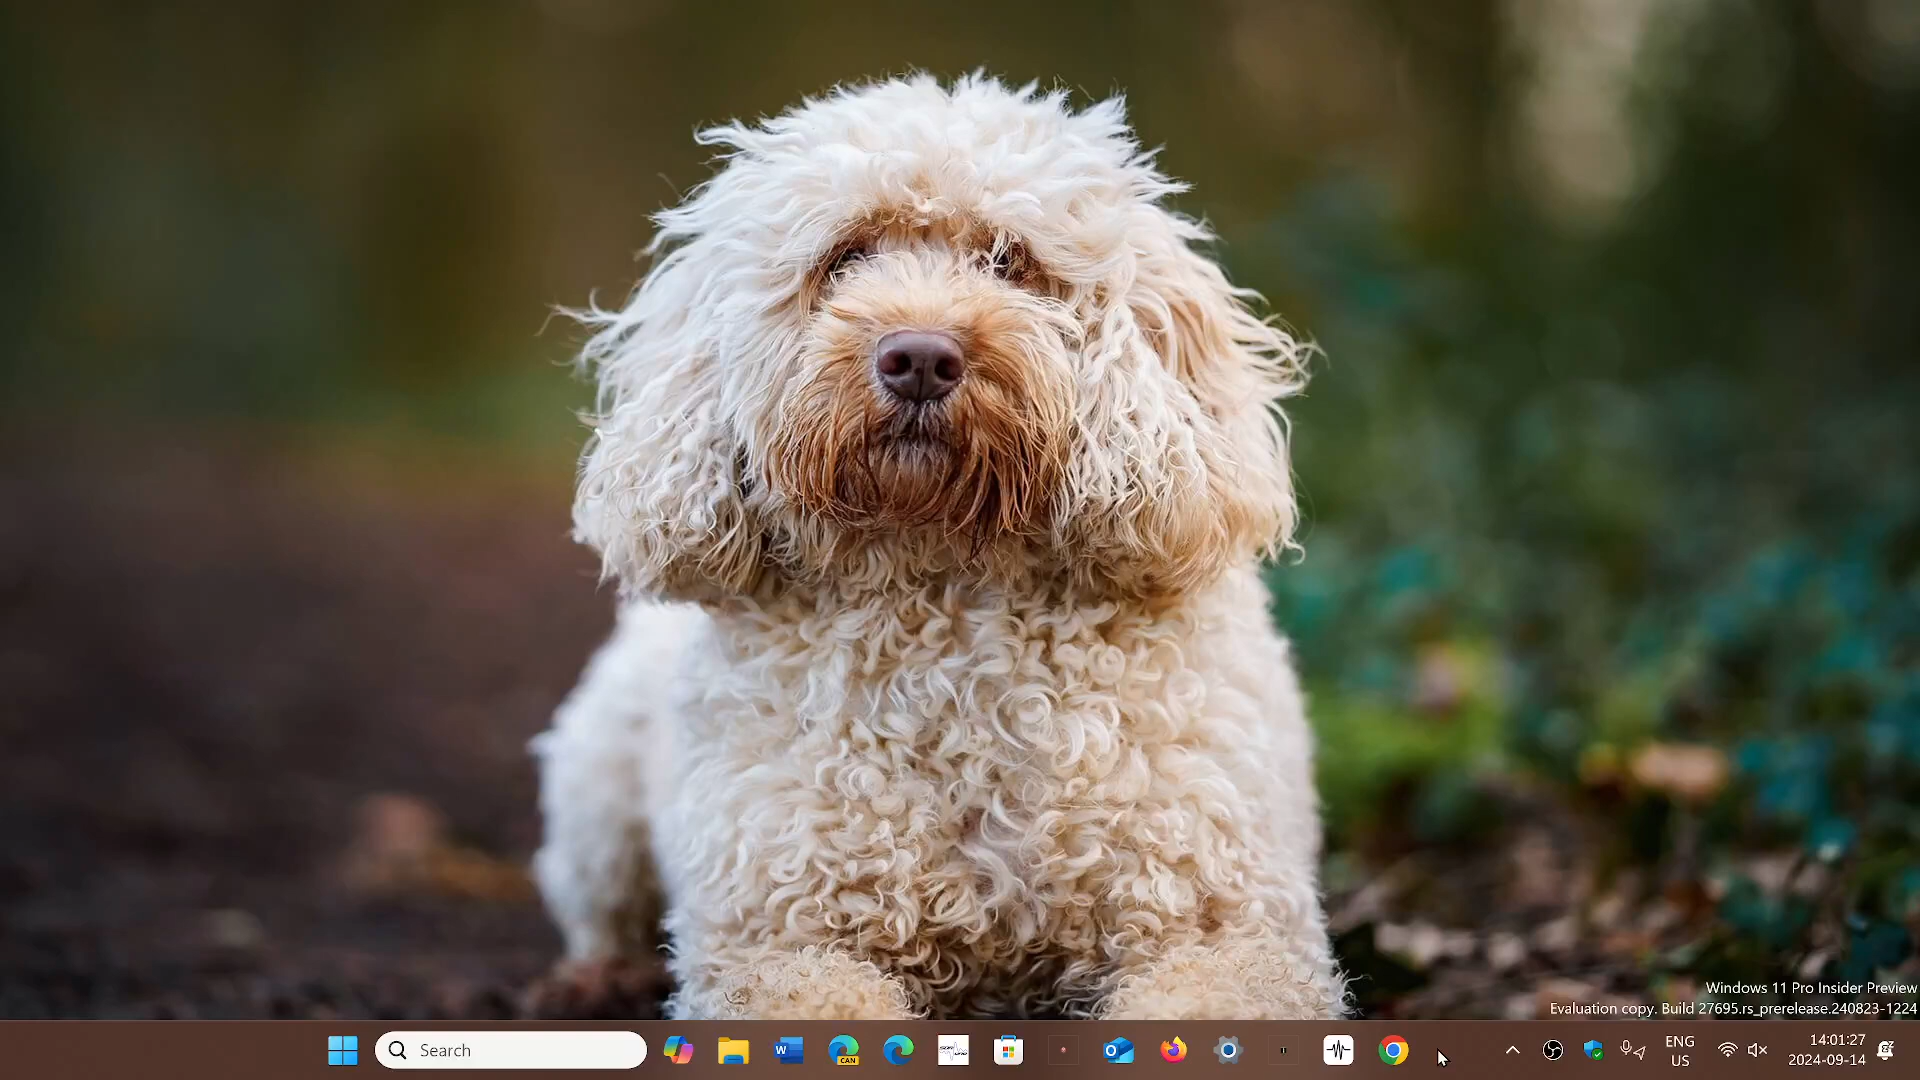 Windows 11 Pro Insider Preview
Evaluation copy. Build 27695.rs_prerelease.240823-1224
Search
W
CAN
O
ENG
US
14:01:27
2024-09-14